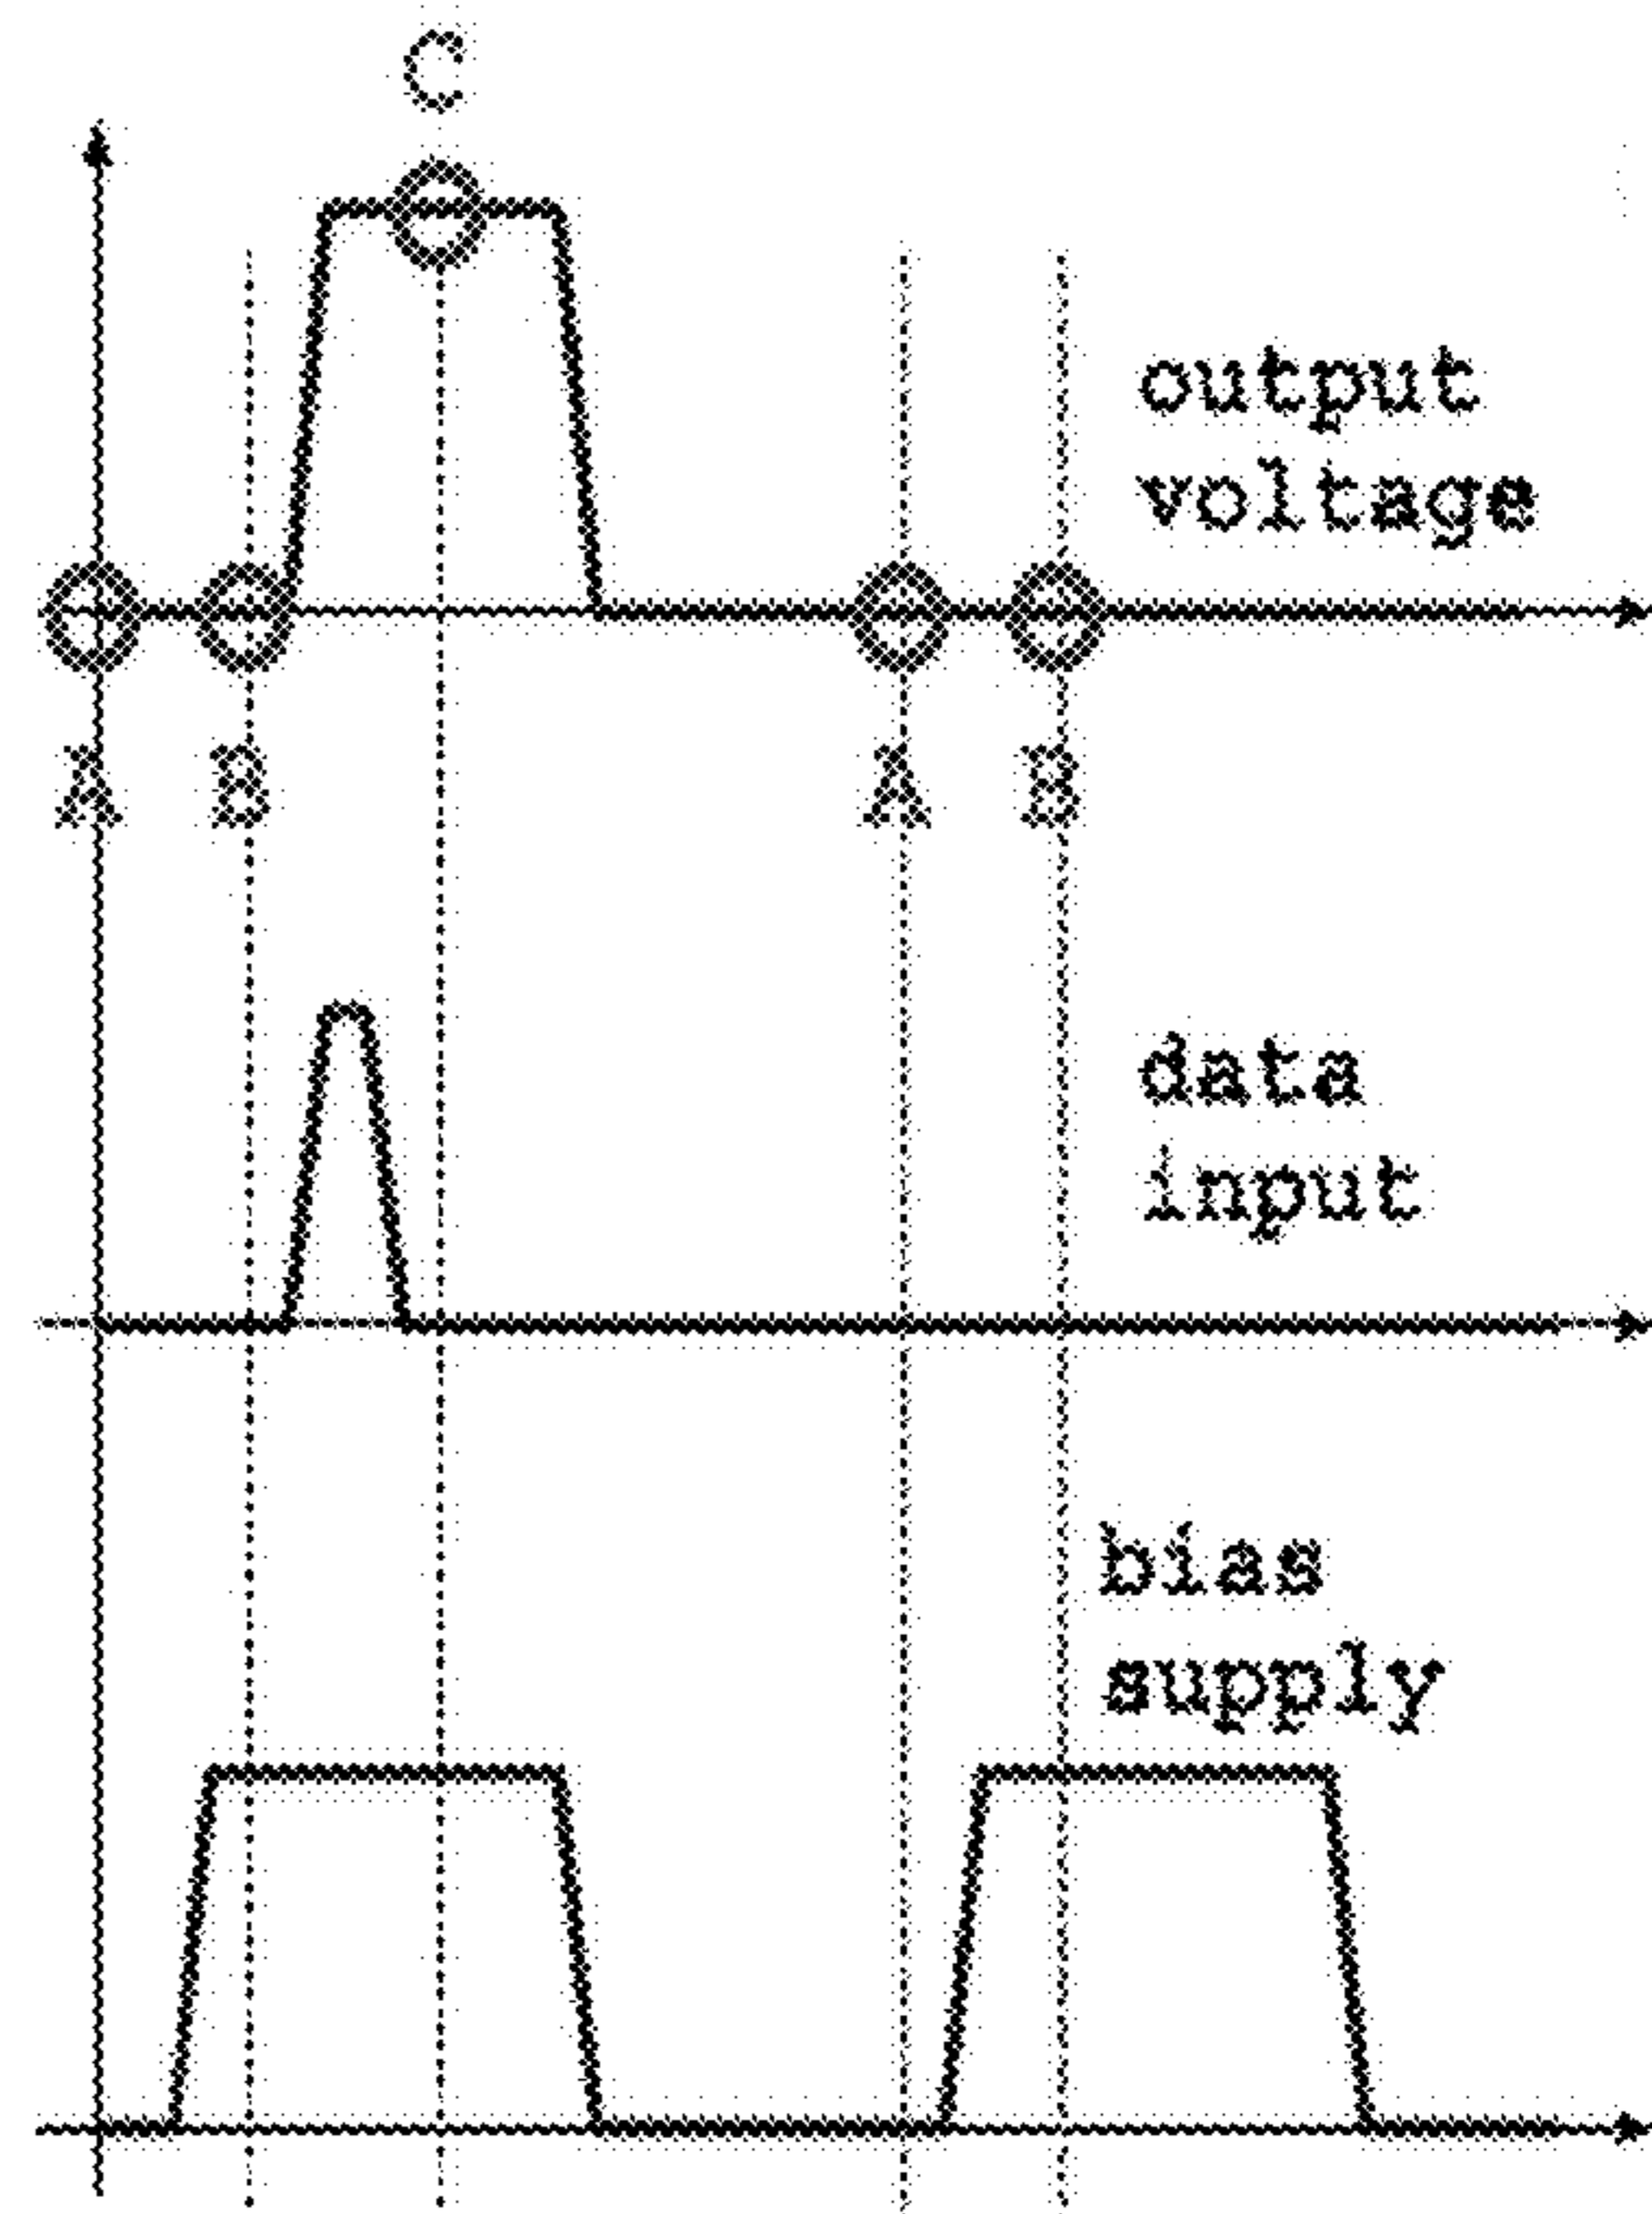 C
output
voltage
A B A B
data
input
bias
supply